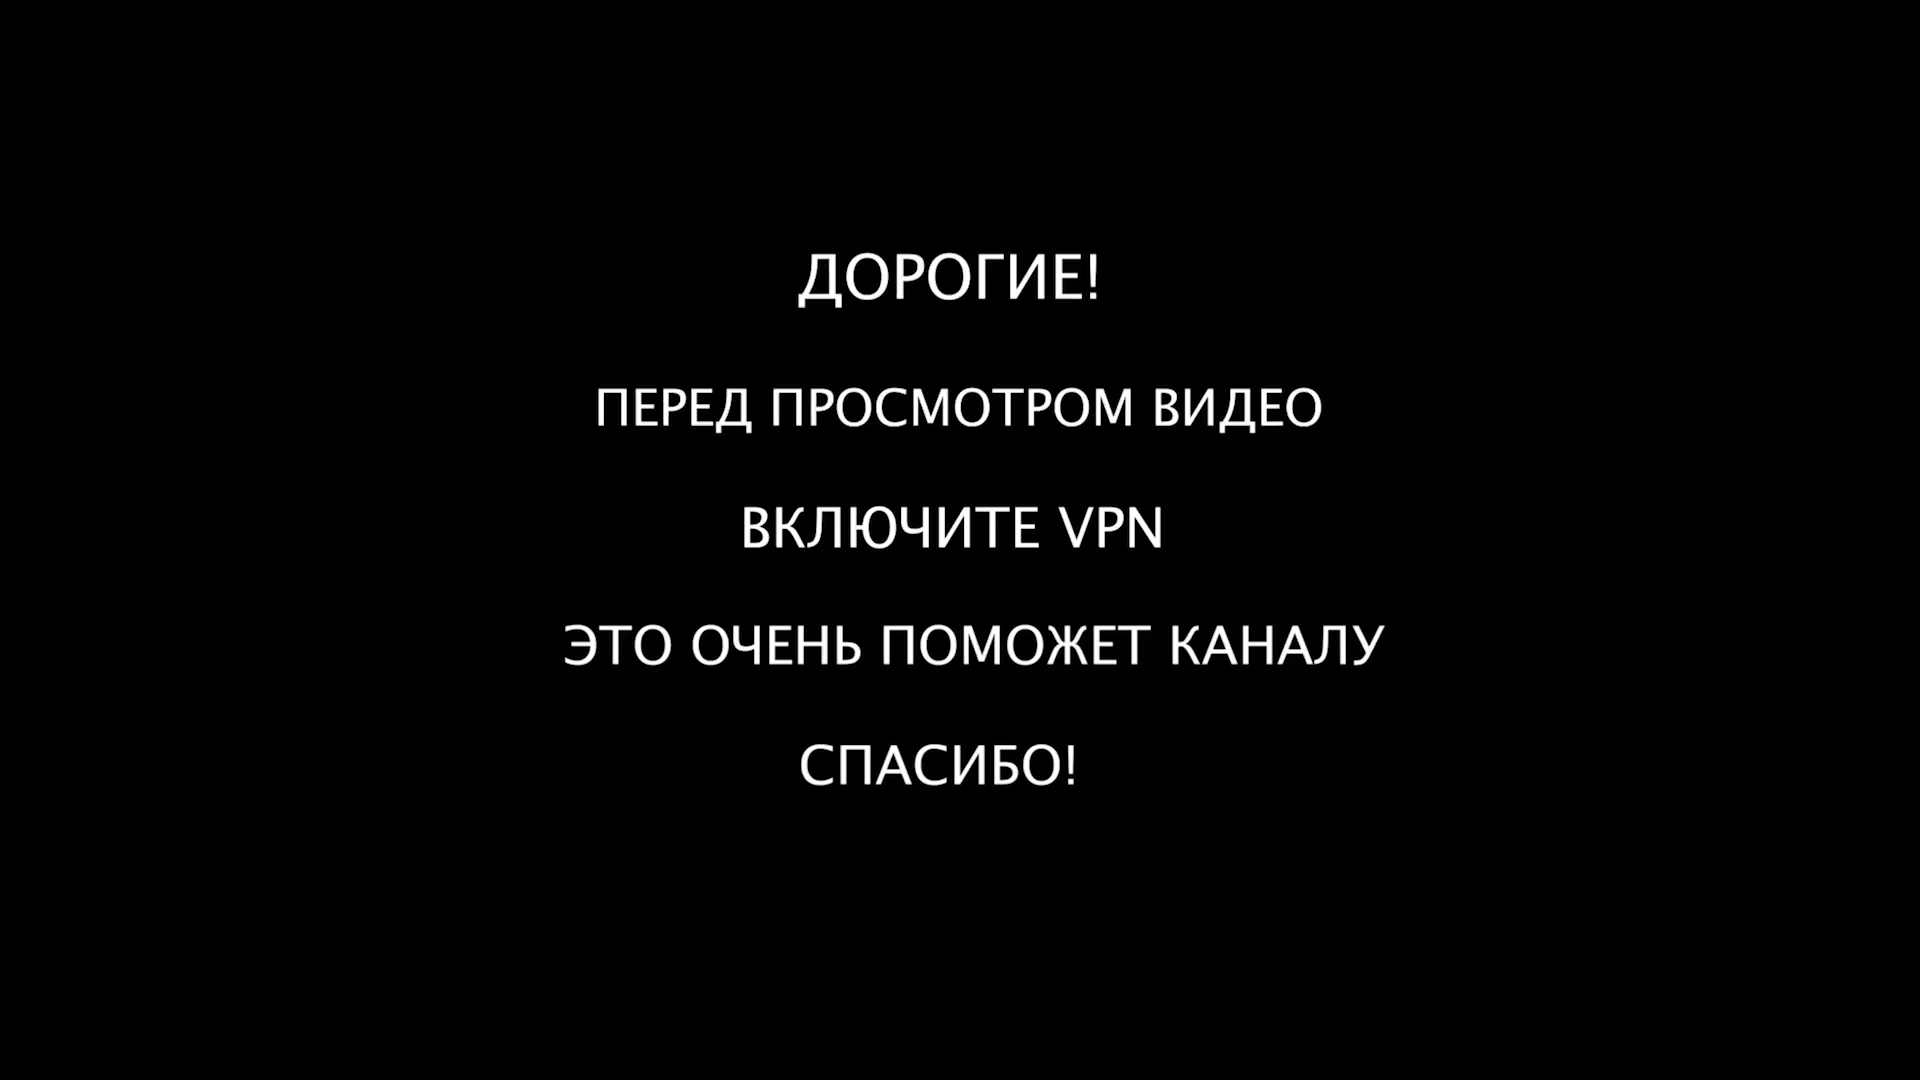 ДОРОГИЕ!
ПЕРЕД ПРОСМОТРОМ ВИДЕО
ВКЛЮЧИТЕ VPN
ЭТО ОЧЕНЬ ПОМОЖЕТ КАНАЛУ
СПАСИБО!